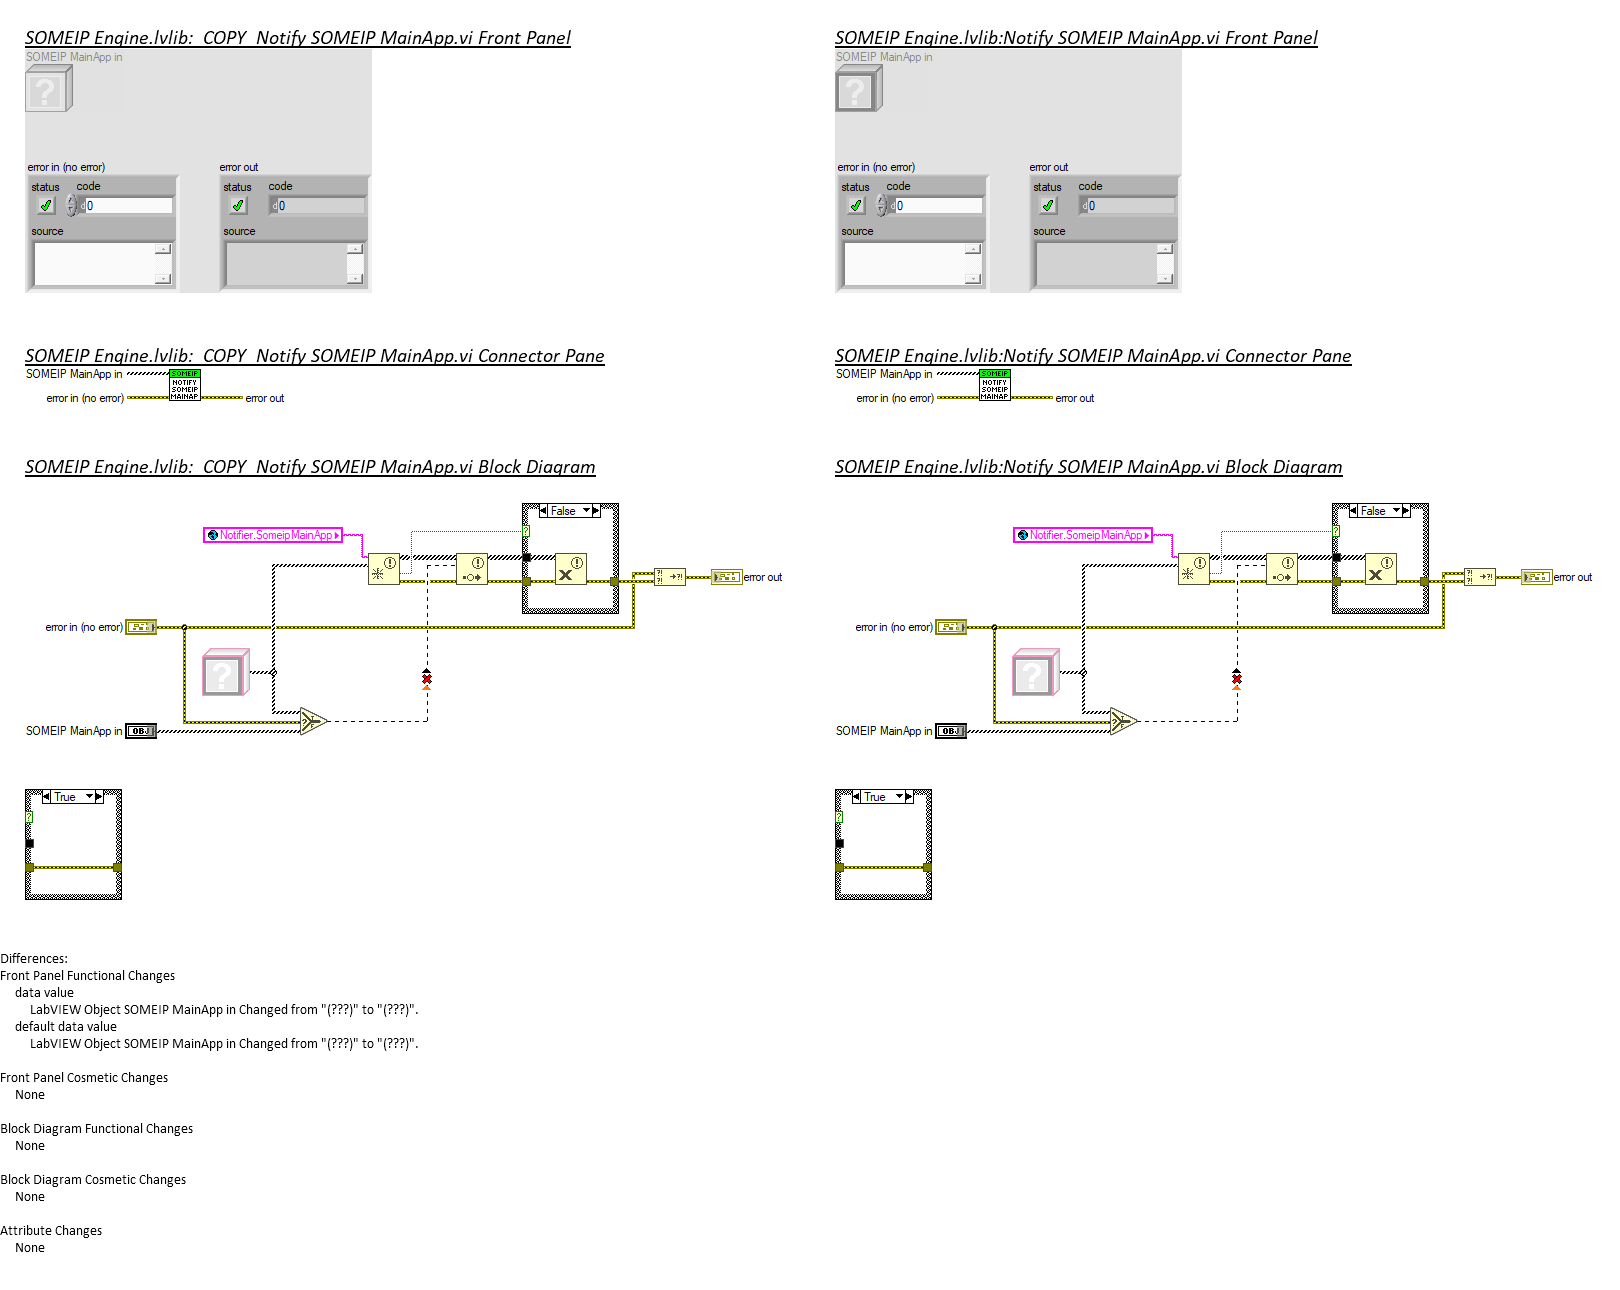 SOMEIP Engine.lvlib:_COPY_Notify SOMEIP MainApp.vi Front Panel
SOMEIP MainApp in
?
error in (no error)
status code
d 0
source
error out
status code
d 0
source
SOMEIP Engine.lvlib:Notify SOMEIP MainApp.vi Front Panel
SOMEIP MainApp in
?
error in (no error)
status code
d 0
source
error out
status code
d 0
source
SOMEIP Engine.lvlib:_COPY_Notify SOMEIP MainApp.vi Connector Pane
SOMEIP MainApp in
SOMEIP
NOTIFY
SOMEIP
MAINAP
error in (no error)
error out
SOMEIP Engine.lvlib:Notify SOMEIP MainApp.vi Connector Pane
SOMEIP MainApp in
SOMEIP
NOTIFY
SOMEIP
MAINAP
error in (no error)
error out
SOMEIP Engine.lvlib:_COPY_Notify SOMEIP MainApp.vi Block Diagram
False
?
Notifier.SomeipMainApp
error out
error in (no error)
?
SOMEIP MainApp in
OBJ
?
T
F
True
?
SOMEIP Engine.lvlib:Notify SOMEIP MainApp.vi Block Diagram
False
?
Notifier.SomeipMainApp
error out
error in (no error)
?
SOMEIP MainApp in
OBJ
?
T
F
True
?
Differences:
Front Panel Functional Changes
data value
LabVIEW Object SOMEIP MainApp in Changed from "(???)" to "(???)".
default data value
LabVIEW Object SOMEIP MainApp in Changed from "(???)" to "(???)".
Front Panel Cosmetic Changes
None
Block Diagram Functional Changes
None
Block Diagram Cosmetic Changes
None
Attribute Changes
None